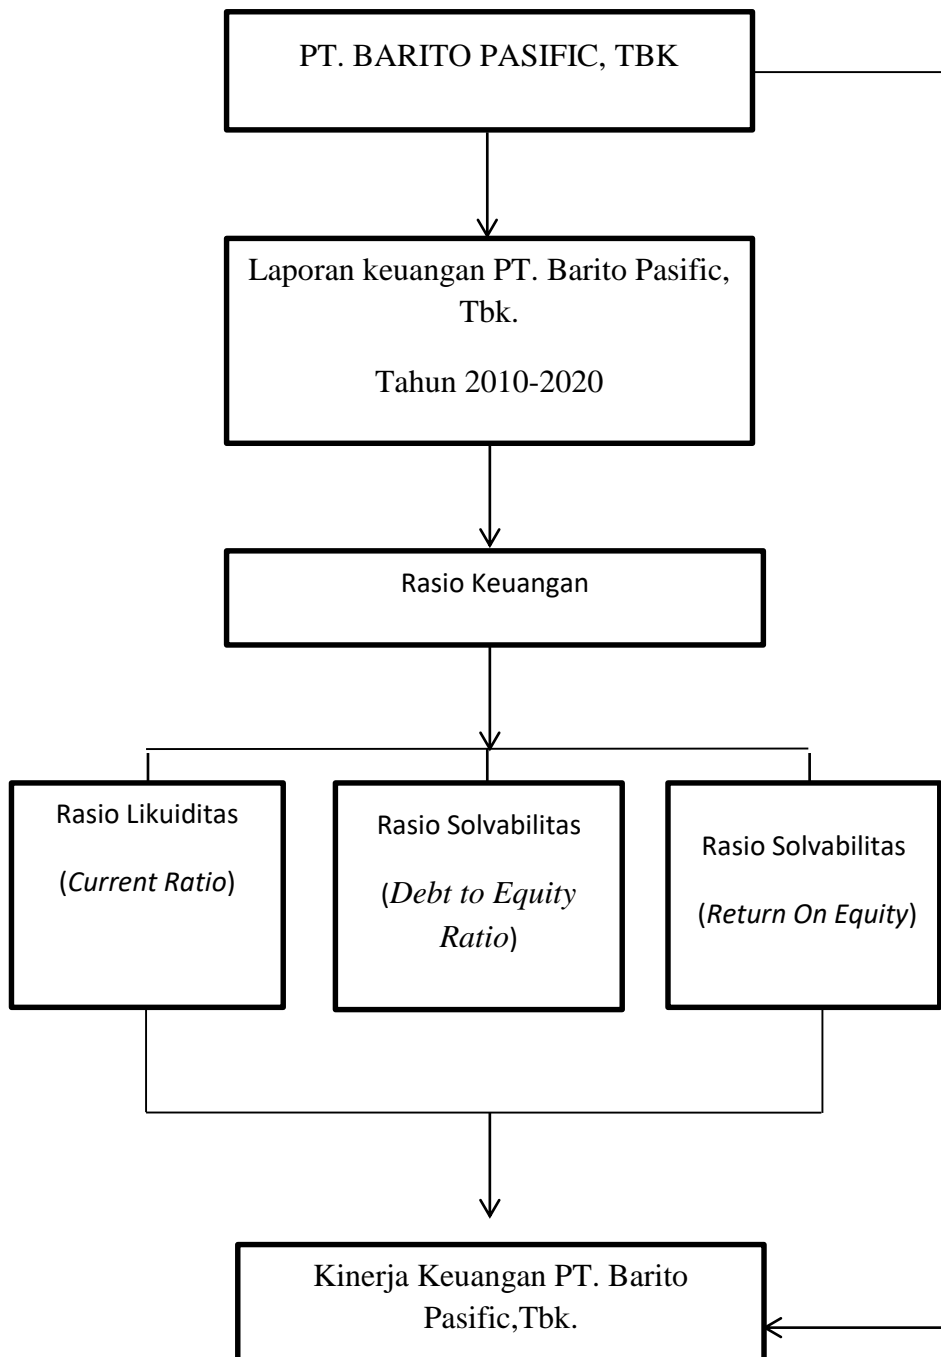 PT. BARITO PASIFIC, TBK
Laporan keuangan PT. Barito Pasific,
Tbk.
Tahun 2010-2020
Rasio Keuangan
Rasio Likuiditas
(Current Ratio)
Rasio Solvabilitas
(Debt to Equity
Ratio)
Rasio Solvabilitas
(Return On Equity)
Kinerja Keuangan PT. Barito
Pasific,Tbk.